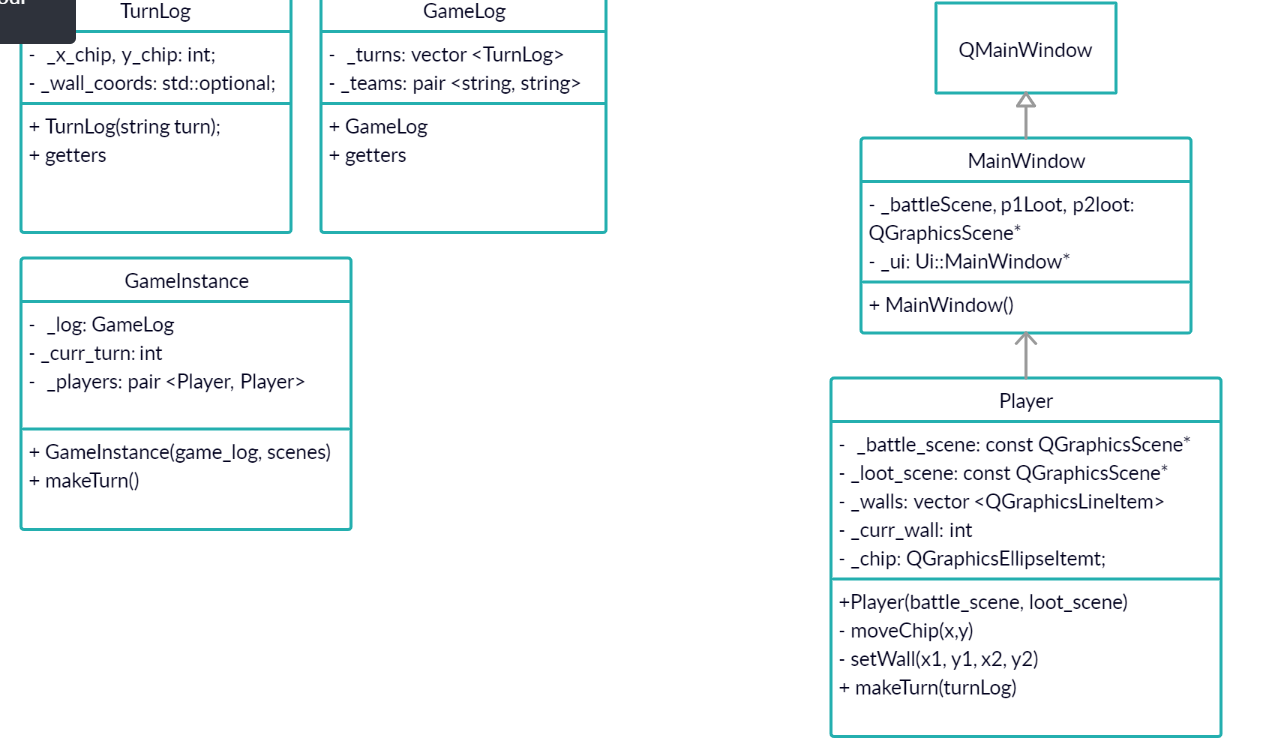 TurnLog
- _x_chip, y_chip: int;
- _wall_coords: std::optional;
+ TurnLog(string turn);
+ getters
GameLog
- _turns: vector <TurnLog>
- _teams: pair <string, string>
+ GameLog
+ getters
GameInstance
- _log: GameLog
- _curr_turn: int
- _players: pair <Player, Player>
+ GameInstance(game_log, scenes)
+ makeTurn()
QMainWindow
MainWindow
- _battleScene, p1Loot, p2loot:
QGraphicsScene*
- _ui: Ui::MainWindow*
+ MainWindow()
Player
- _battle_scene: const QGraphicsScene*
- _loot_scene: const QGraphicsScene*
- _walls: vector <QGraphicsLineItem>
- _curr_wall: int
- _chip: QGraphicsEllipseItemt;
+Player(battle_scene, loot_scene)
- moveChip(x,y)
- setWall(x1, y1, x2, y2)
+ makeTurn(turnLog)